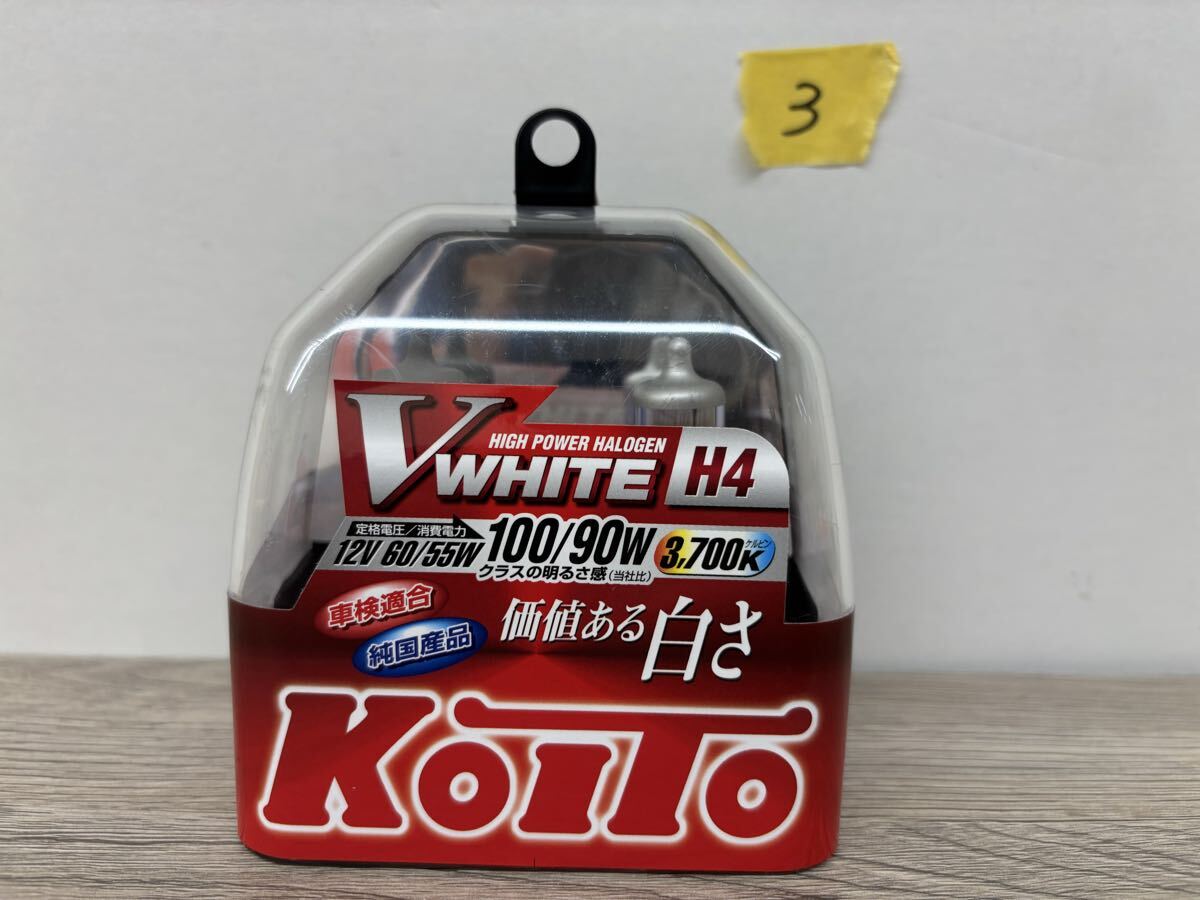 3
V
HIGH POWER HALOGEN
WHITE H4
定格電圧/消費電力
12V 60/55W 100/90W 3,700K ケルビン
クラスの明るさ感(当社比)
車検適合
純国産品
価値ある白さ
KOITO